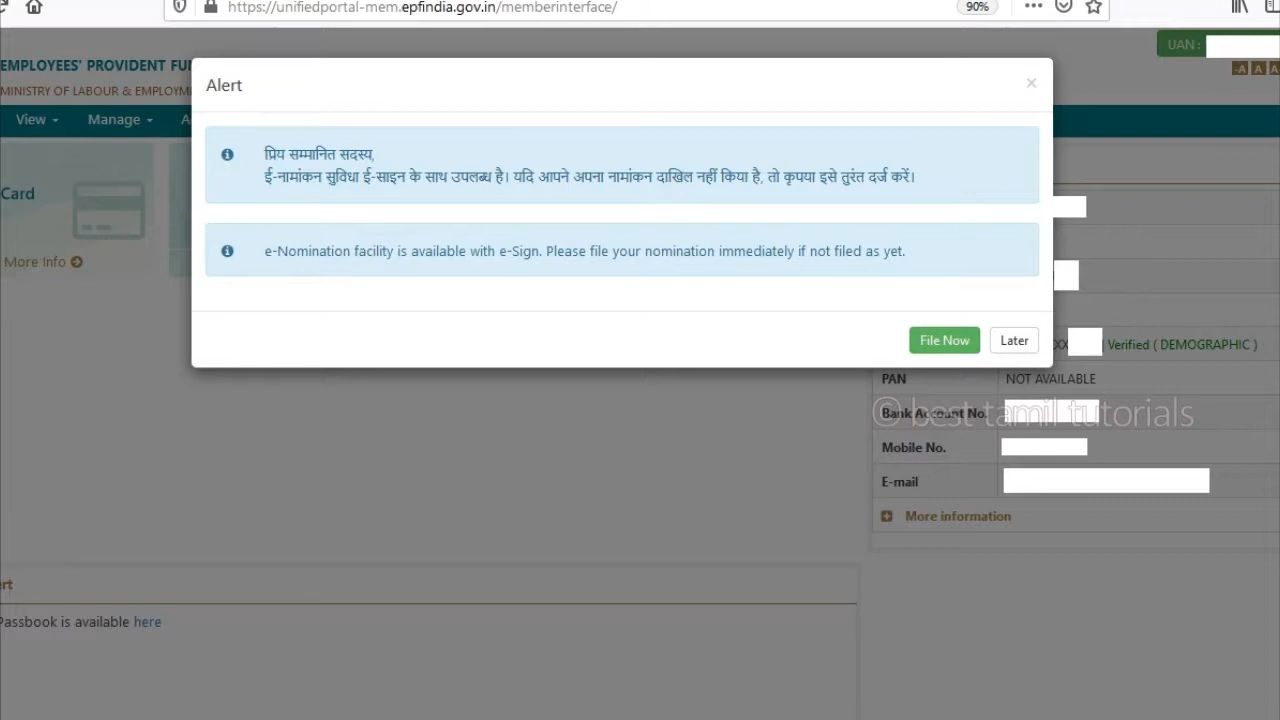 https://unifiedportal-mem.epfindia.gov.in/memberinterface/
90%
UAN :
EMPLOYEES' PROVIDENT FU
-A A A
MINISTRY OF LABOUR & EMPLOYM
View
Manage
A
Alert
×
प्रिय सम्मानित सदस्य,
ई-नामांकन सुविधा ई-साइन के साथ उपलब्ध है। यदि आपने अपना नामांकन दाखिल नहीं किया है, तो कृपया इसे तुरंत दर्ज करें।
Card
e-Nomination facility is available with e-Sign. Please file your nomination immediately if not filed as yet.
More Info
File Now
Later
XX
| Verified ( DEMOGRAPHIC )
PAN
NOT AVAILABLE
Bank Account No.
© best tamil tutorials
Mobile No.
E-mail
More information
ert
Passbook is available here